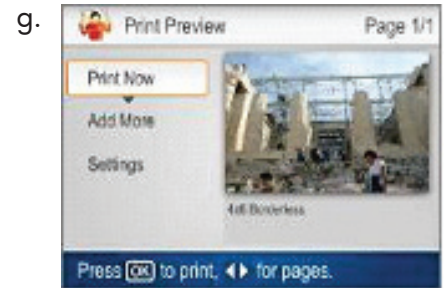 g.
Print Preview Page 1/1
Print Now
Add More
Settings
4x6 Borderless
Press OK to print, ◀▶ for pages.